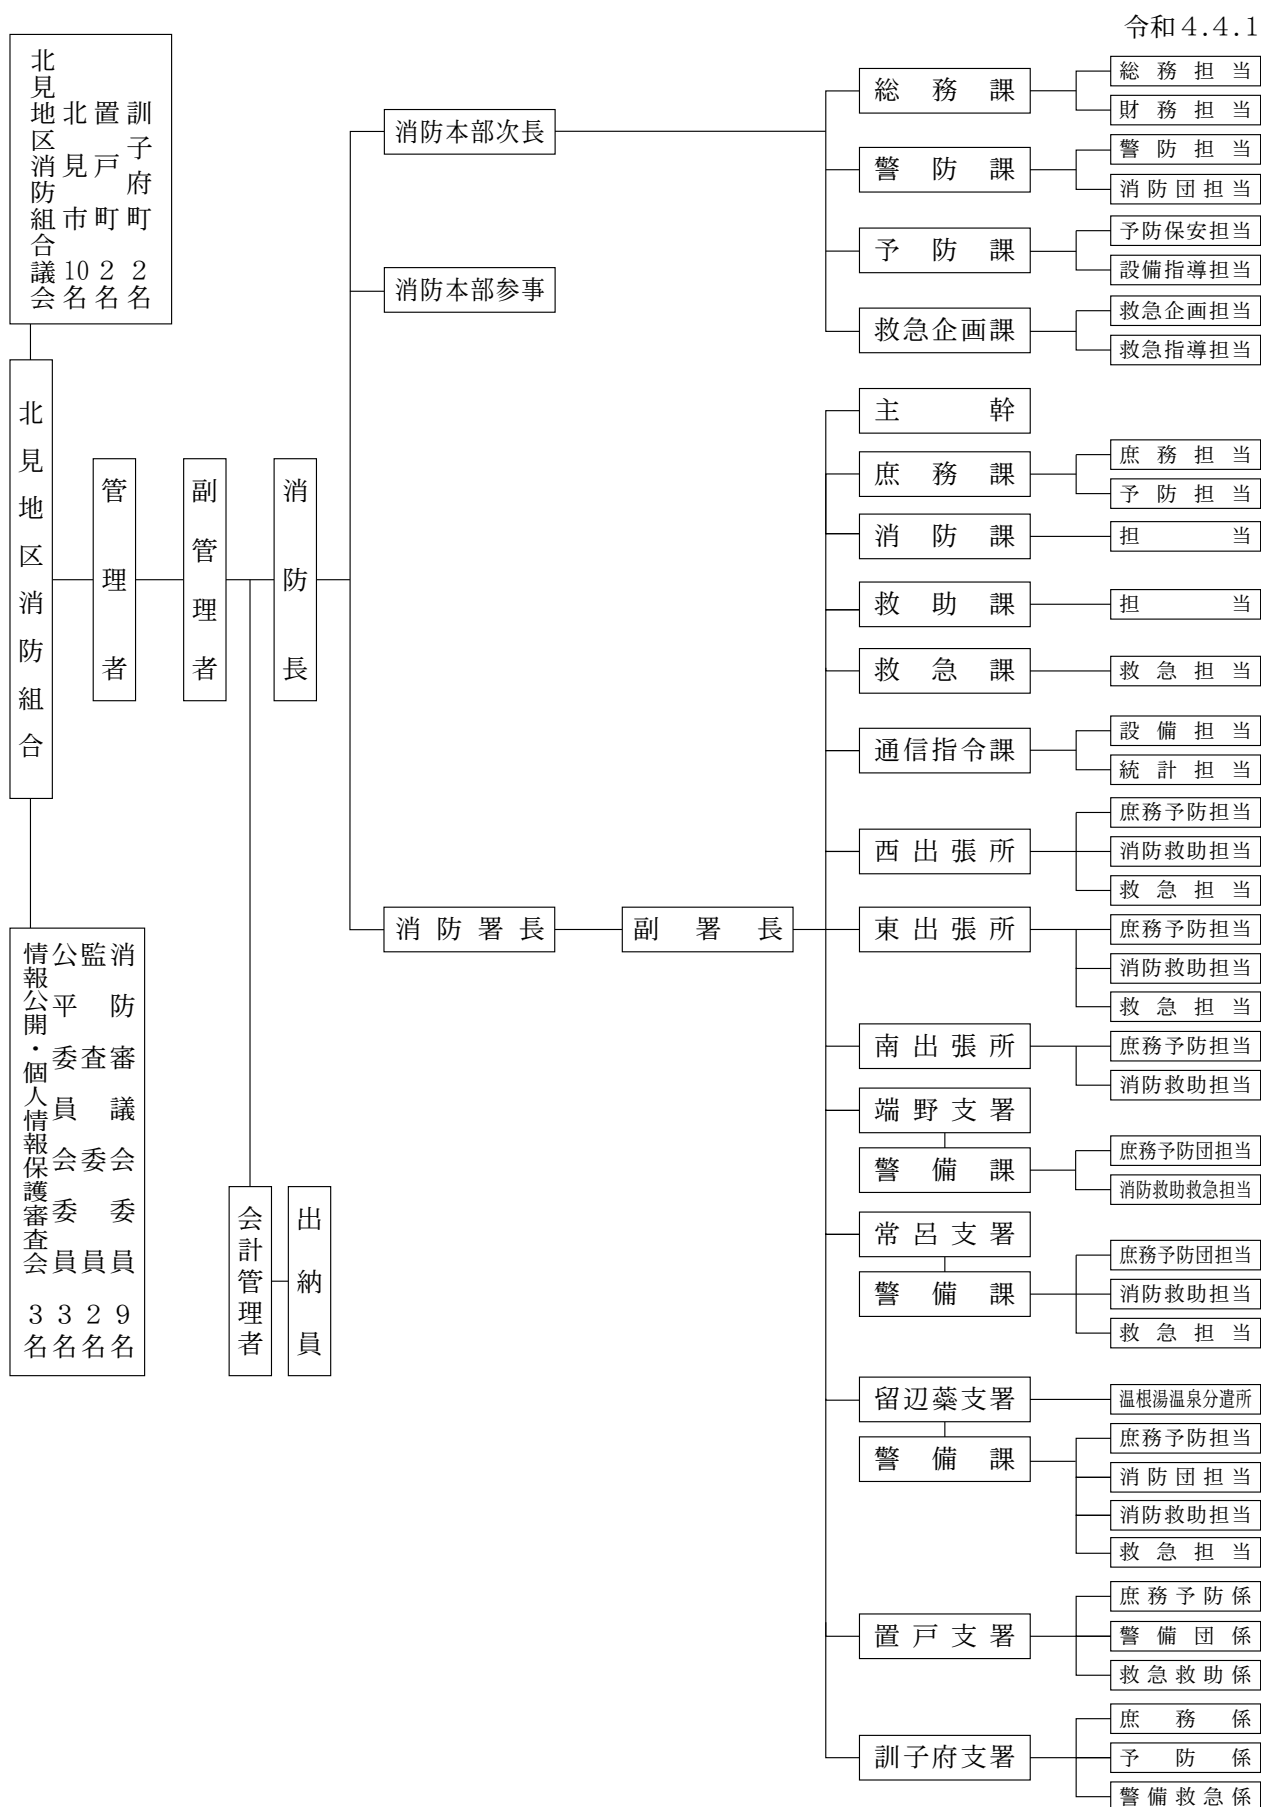 令和4.4.1
北見地区消防組合議会
北見市 10名
置戸町 2名
訓子府町 2名
北見地区消防組合
情報公開・個人情報保護審査会 3名
公平委員会委員 3名
監査委員 2名
消防審議会委員 9名
管理者
副管理者
消防長
会計管理者
出納員
消防本部次長
消防本部参事
消防署長
副署長
総務課
総務担当
財務担当
警防課
警防担当
消防団担当
予防課
予防保安担当
設備指導担当
救急企画課
救急企画担当
救急指導担当
主幹
庶務課
庶務担当
予防担当
消防課
担当
救助課
担当
救急課
救急担当
通信指令課
設備担当
統計担当
西出張所
庶務予防担当
消防救助担当
救急担当
東出張所
庶務予防担当
消防救助担当
救急担当
南出張所
庶務予防担当
消防救助担当
端野支署
警備課
庶務予防団担当
消防救助救急担当
常呂支署
警備課
庶務予防団担当
消防救助担当
救急担当
留辺蘂支署
温根湯温泉分遣所
警備課
庶務予防担当
消防団担当
消防救助担当
救急担当
置戸支署
庶務予防係
警備団係
救急救助係
訓子府支署
庶務係
予防係
警備救急係